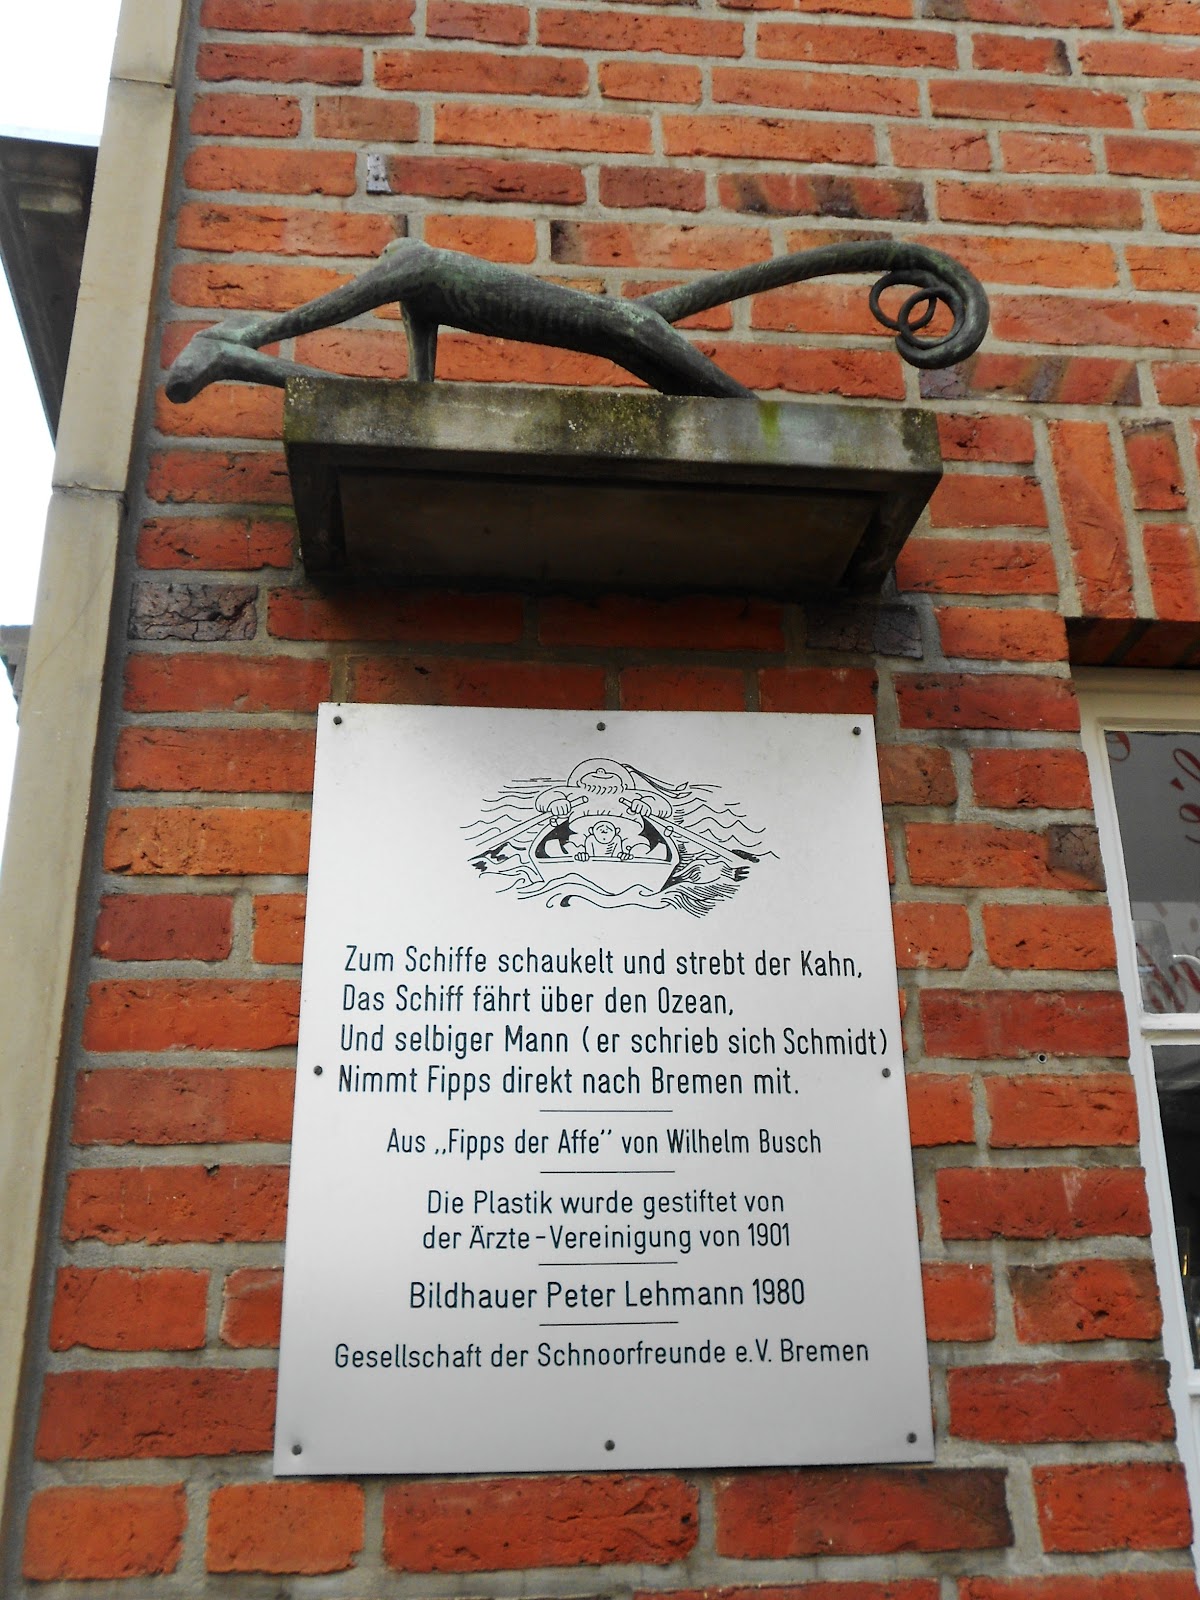 Zum Schiffe schaukelt und strebt der Kahn,
Das Schiff fährt über den Ozean,
Und selbiger Mann (er schrieb sich Schmidt)
Nimmt Fipps direkt nach Bremen mit.
Aus „Fipps der Affe” von Wilhelm Busch
Die Plastik wurde gestiftet von
der Ärzte-Vereinigung von 1901
Bildhauer Peter Lehmann 1980
Gesellschaft der Schnoorfreunde e.V. Bremen